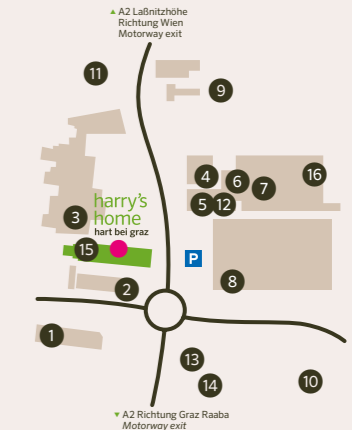 ▲ A2 Laßnitzhöhe
Richtung Wien
Motorway exit
11
9
4
6
7
16
5
12
3
harry's
home
hart bei graz
15
P
8
2
1
13
14
10
▼ A2 Richtung Graz Raaba
Motorway exit